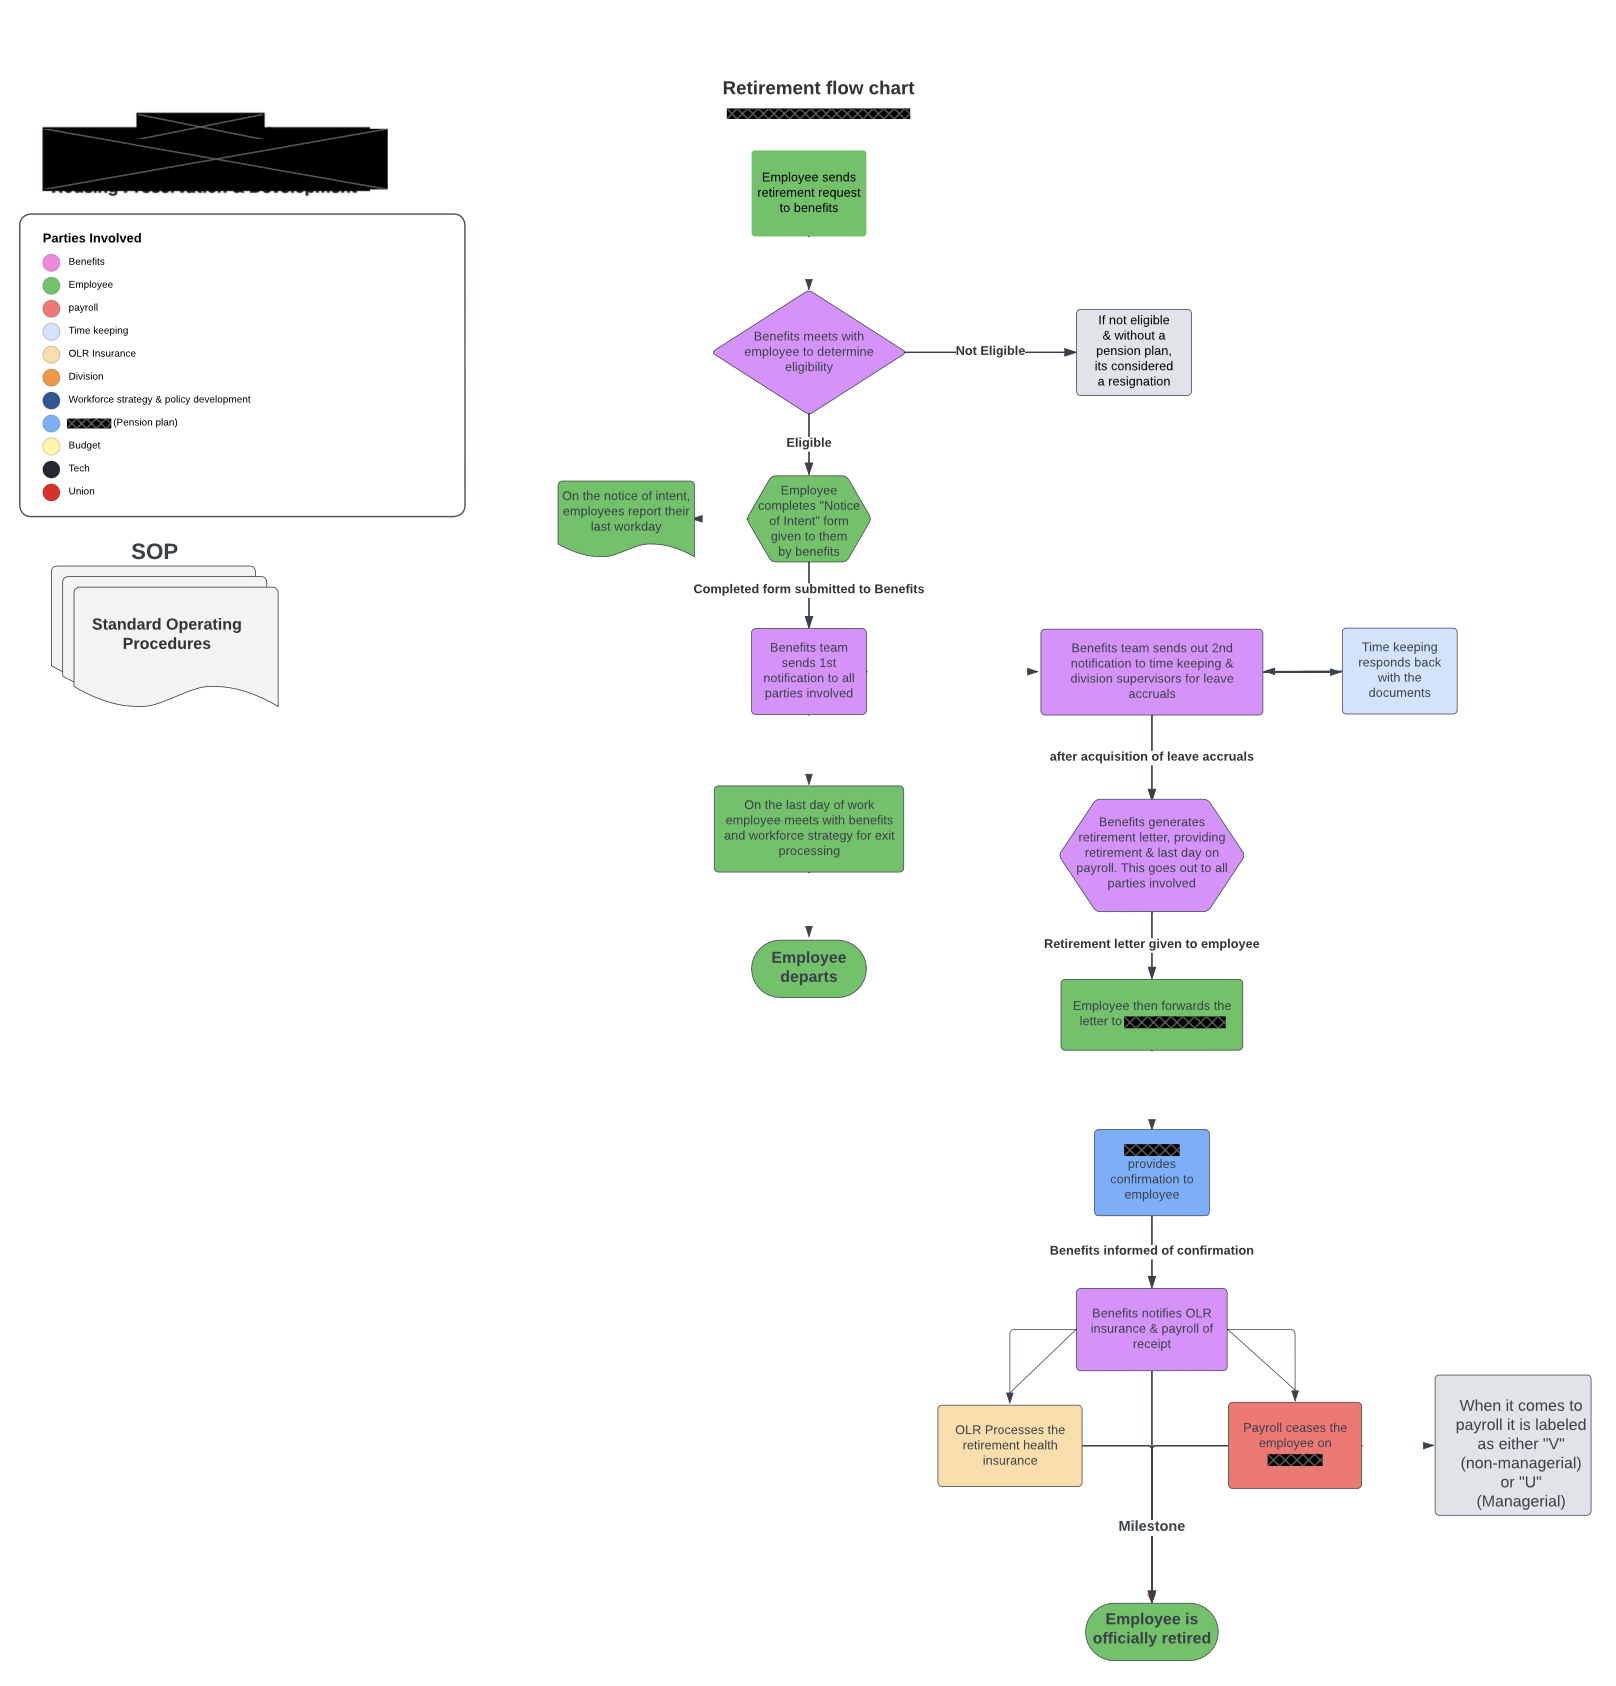 Retirement flow chart
Housing Preservation & Development
Parties Involved
Benefits
Employee
payroll
Time keeping
OLR Insurance
Division
Workforce strategy & policy development
(Pension plan)
Budget
Tech
Union
SOP
Standard Operating
Procedures
Employee sends
retirement request
to benefits
Benefits meets with
employee to determine
eligibility
Not Eligible
If not eligible
& without a
pension plan,
its considered
a resignation
Eligible
On the notice of intent,
employees report their
last workday
Employee
completes "Notice
of Intent" form
given to them
by benefits
Completed form submitted to Benefits
Benefits team
sends 1st
notification to all
parties involved
Benefits team sends out 2nd
notification to time keeping &
division supervisors for leave
accruals
Time keeping
responds back
with the
documents
after acquisition of leave accruals
On the last day of work
employee meets with benefits
and workforce strategy for exit
processing
Benefits generates
retirement letter, providing
retirement & last day on
payroll. This goes out to all
parties involved
Employee
departs
Retirement letter given to employee
Employee then forwards the
letter to
provides
confirmation to
employee
Benefits informed of confirmation
Benefits notifies OLR
insurance & payroll of
receipt
OLR Processes the
retirement health
insurance
Payroll ceases the
employee on
When it comes to
payroll it is labeled
as either "V"
(non-managerial)
or "U"
(Managerial)
Milestone
Employee is
officially retired